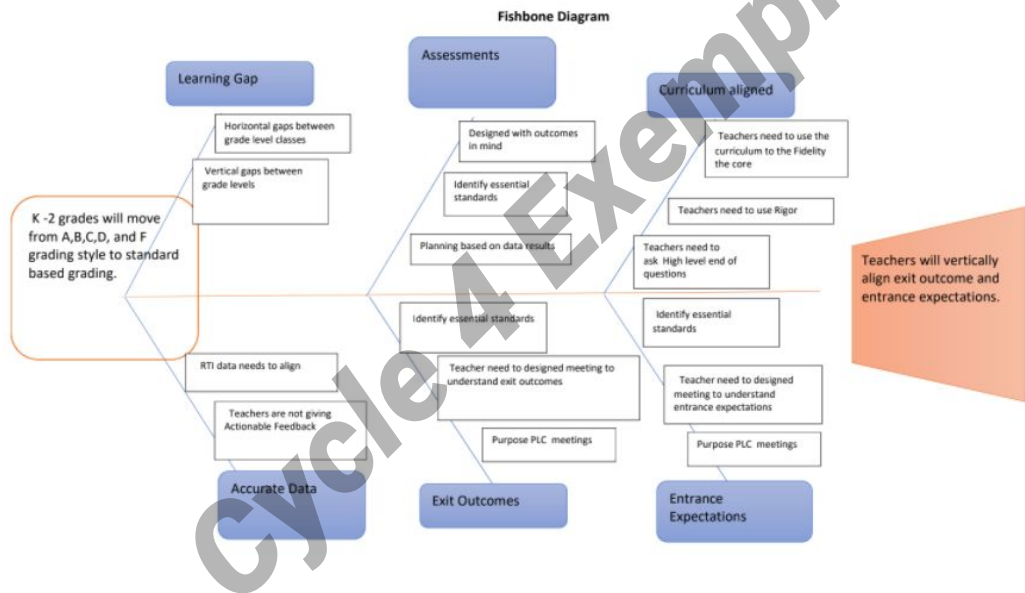 Fishbone Diagram
Learning Gap
Assessments
Curriculum aligned
Horizontal gaps between
grade level classes
Vertical gaps between
grade levels
Designed with outcomes
in mind
Identify essential
standards
Planning based on data results
Teachers need to use the
curriculum to the Fidelity
the core
Teachers need to use Rigor
Teachers need to
ask High level end of
questions
K -2 grades will move
from A,B,C,D, and F
grading style to standard
based grading.
Teachers will vertically
align exit outcome and
entrance expectations.
RTI data needs to align
Teachers are not giving
Actionable Feedback
Identify essential standards
Teacher need to designed meeting to
understand exit outcomes
Purpose PLC meetings
Identify essential
standards
Teacher need to designed
meeting to understand
entrance expectations
Purpose PLC meetings
Accurate Data
Exit Outcomes
Entrance
Expectations
Cycle 4 Exempl